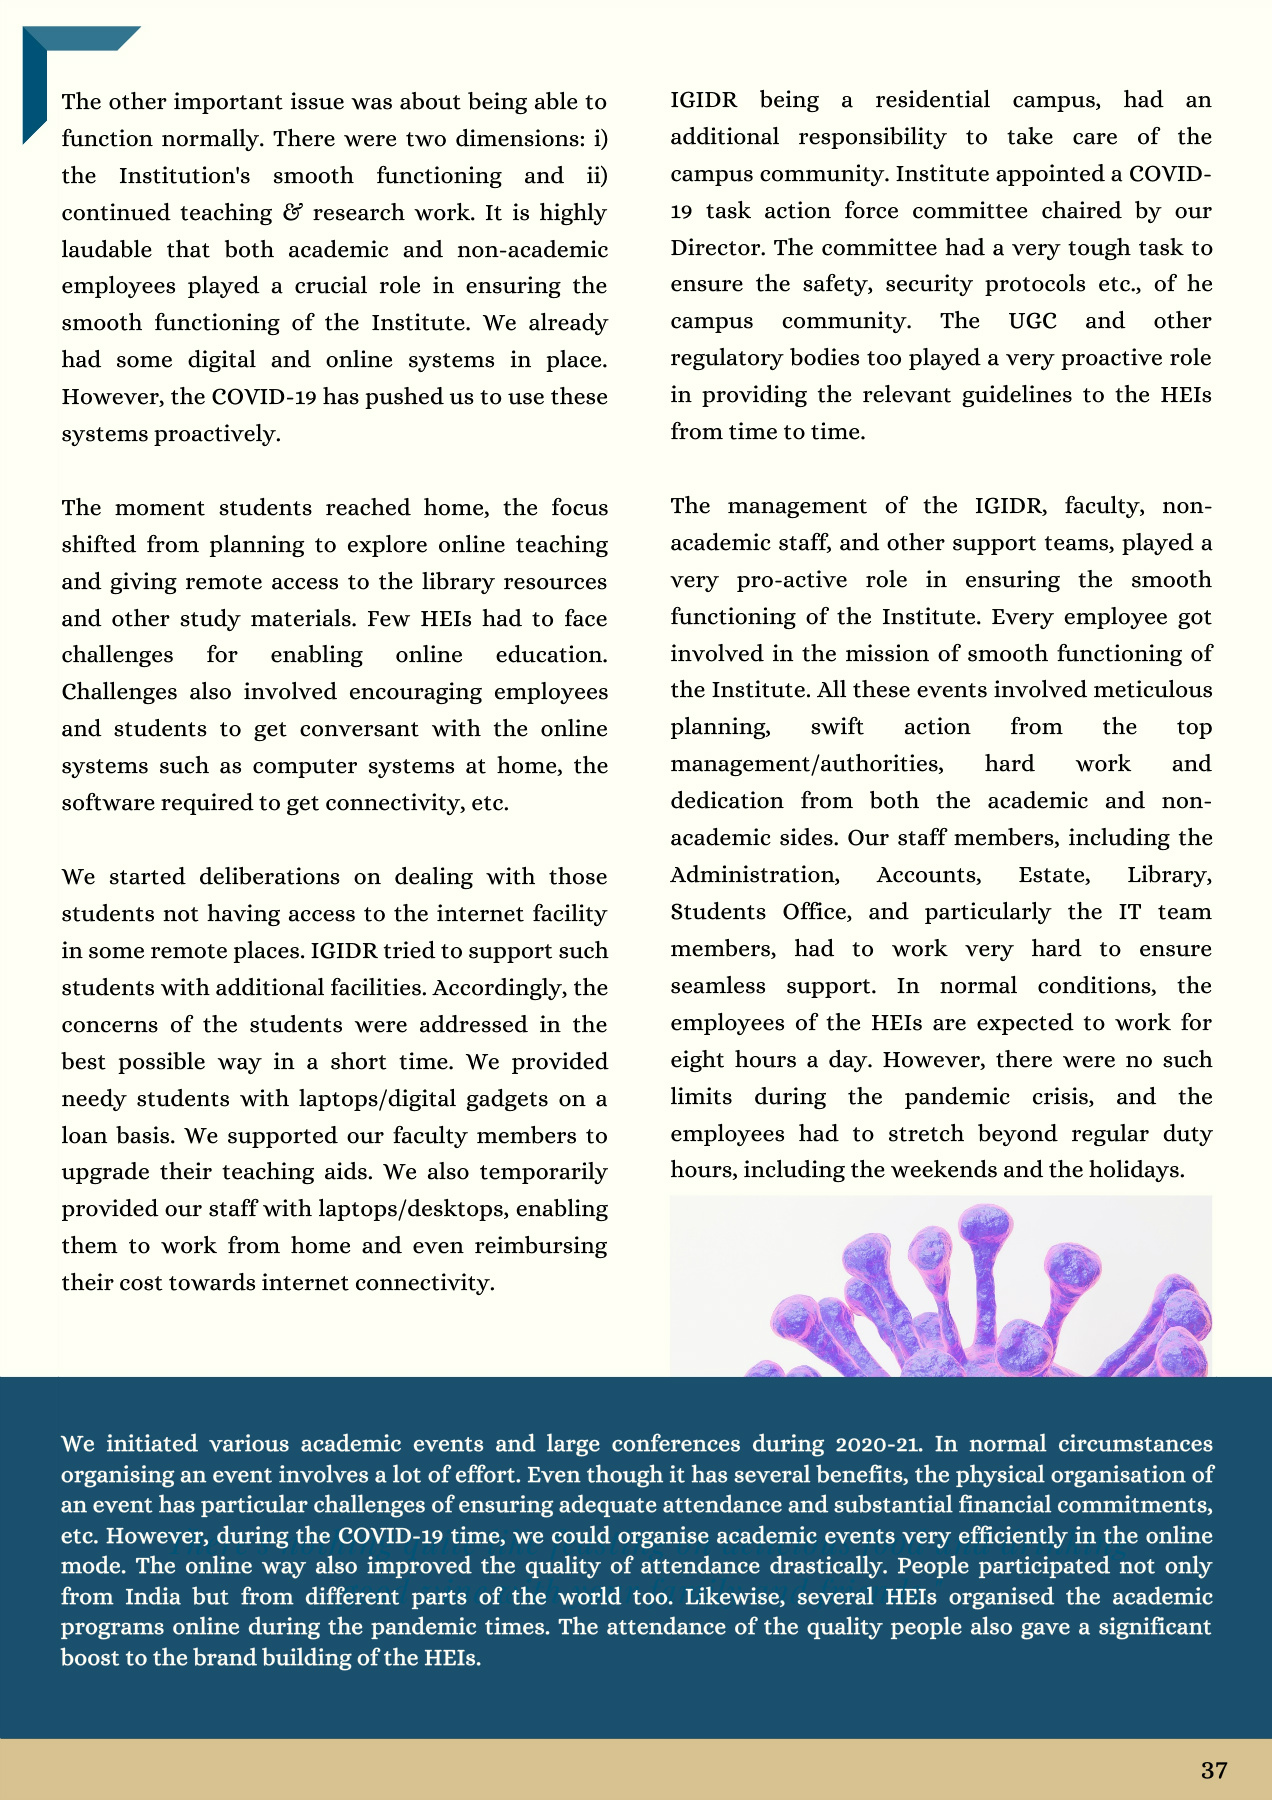 The other important issue was about being able to
function normally. There were two dimensions: i)
the Institution's smooth functioning and ii)
continued teaching & research work. It is highly
laudable that both academic and non-academic
employees played a crucial role in ensuring the
smooth functioning of the Institute. We already
had some digital and online systems in place.
However, the COVID-19 has pushed us to use these
systems proactively.
The moment students reached home, the focus
shifted from planning to explore online teaching
and giving remote access to the library resources
and other study materials. Few HEIs had to face
challenges for enabling online education.
Challenges also involved encouraging employees
and students to get conversant with the online
systems such as computer systems at home, the
software required to get connectivity, etc.
We started deliberations on dealing with those
students not having access to the internet facility
in some remote places. IGIDR tried to support such
students with additional facilities. Accordingly, the
concerns of the students were addressed in the
best possible way in a short time. We provided
needy students with laptops/digital gadgets on a
loan basis. We supported our faculty members to
upgrade their teaching aids. We also temporarily
provided our staff with laptops/desktops, enabling
them to work from home and even reimbursing
their cost towards internet connectivity.
IGIDR being a residential campus, had an
additional responsibility to take care of the
campus community. Institute appointed a COVID-
19 task action force committee chaired by our
Director. The committee had a very tough task to
ensure the safety, security protocols etc., of he
campus community. The UGC and other
regulatory bodies too played a very proactive role
in providing the relevant guidelines to the HEIs
from time to time.
The management of the IGIDR, faculty, non-
academic staff, and other support teams, played a
very pro-active role in ensuring the smooth
functioning of the Institute. Every employee got
involved in the mission of smooth functioning of
the Institute. All these events involved meticulous
planning, swift action from the top
management/authorities, hard work and
dedication from both the academic and non-
academic sides. Our staff members, including the
Administration, Accounts, Estate, Library,
Students Office, and particularly the IT team
members, had to work very hard to ensure
seamless support. In normal conditions, the
employees of the HEIs are expected to work for
eight hours a day. However, there were no such
limits during the pandemic crisis, and the
employees had to stretch beyond regular duty
hours, including the weekends and the holidays.
We initiated various academic events and large conferences during 2020-21. In normal circumstances
organising an event involves a lot of effort. Even though it has several benefits, the physical organisation of
an event has particular challenges of ensuring adequate attendance and substantial financial commitments,
etc. However, during the COVID-19 time, we could organise academic events very efficiently in the online
mode. The online way also improved the quality of attendance drastically. People participated not only
from India but from different parts of the world too. Likewise, several HEIs organised the academic
programs online during the pandemic times. The attendance of the quality people also gave a significant
boost to the brand building of the HEIs.
37